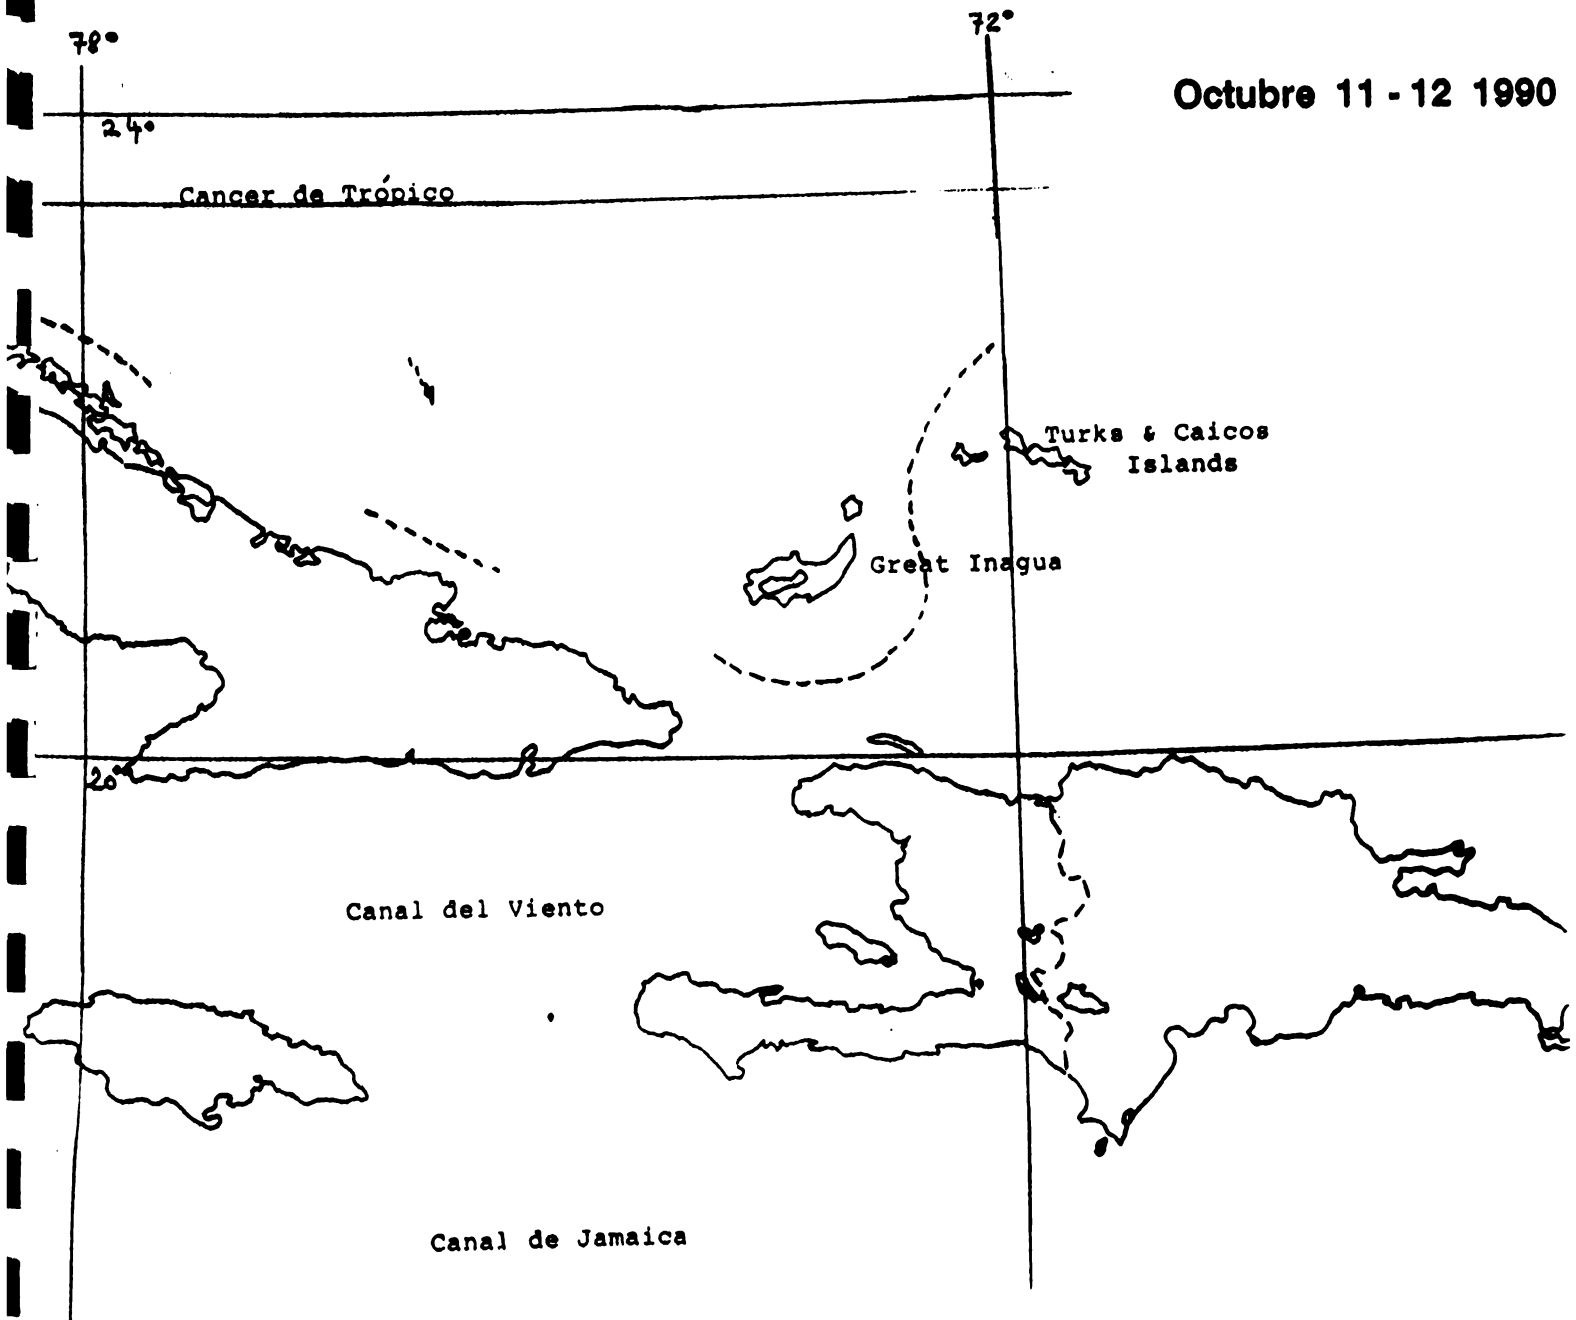 72°
78°
Octubre 11 - 12 1990
24°
Cancer de Trópico
Turks & Caicos
Islands
Great Inagua
20°
Canal del Viento
Canal de Jamaica